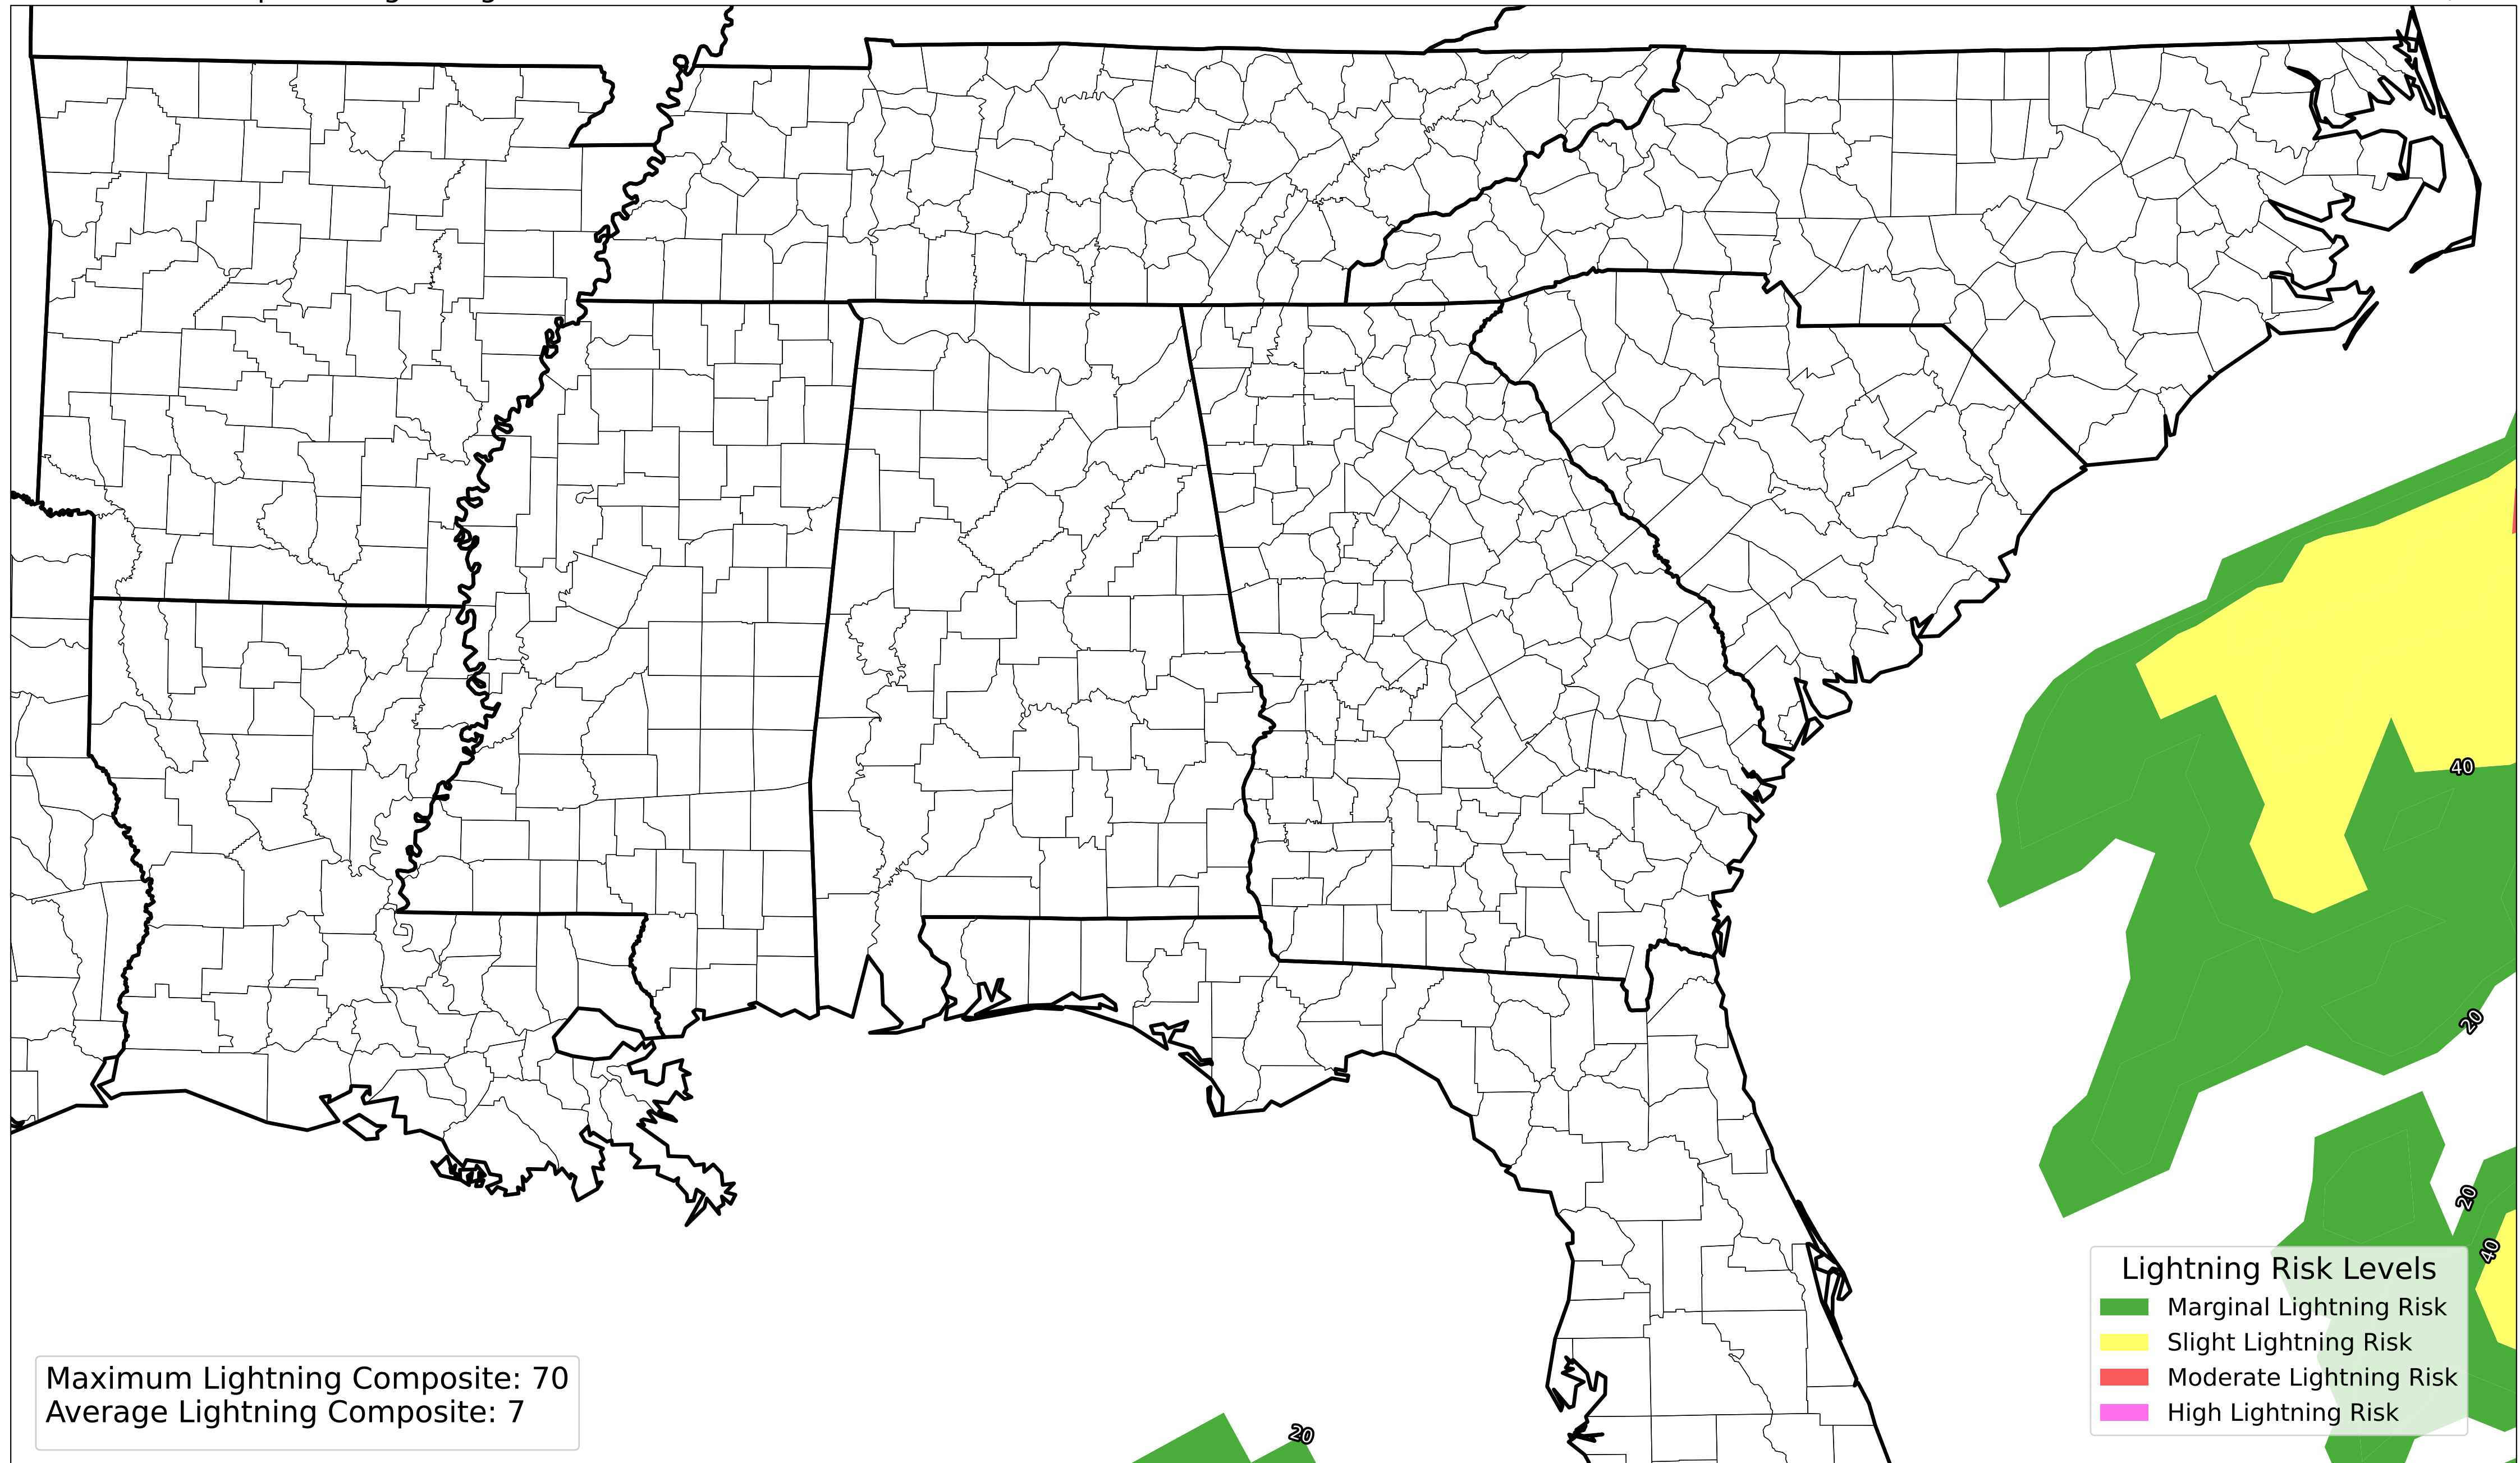 40
20
20
40
Lightning Risk Levels
Marginal Lightning Risk
Slight Lightning Risk
Moderate Lightning Risk
High Lightning Risk
Maximum Lightning Composite: 70
Average Lightning Composite: 7
20